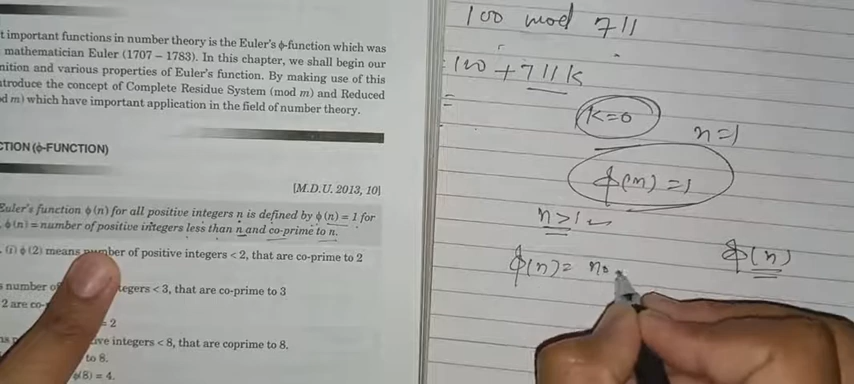 t important functions in number theory is the Euler's ϕ-function which was
mathematician Euler (1707 – 1783). In this chapter, we shall begin our
nition and various properties of Euler's function. By making use of this
troduce the concept of Complete Residue System (mod m) and Reduced
d m) which have important application in the field of number theory.
CTION (ϕ-FUNCTION)
[M.D.U. 2013, 10]
Euler's function ϕ (n) for all positive integers n is defined by ϕ (n) = 1 for
ϕ (n) = number of positive integers less than n and co-prime to n.
(i) ϕ (2) means number of positive integers < 2, that are co-prime to 2
s number of tegers < 3, that are co-prime to 3
2 are co-
= 2
ive integers < 8, that are coprime to 8.
to 8.
ϕ(8) = 4.
100 mod 711
100 + 711k
=
k=0
n=1
ϕ(n) = 1
n>1
ϕ(n) = no.
ϕ(n)